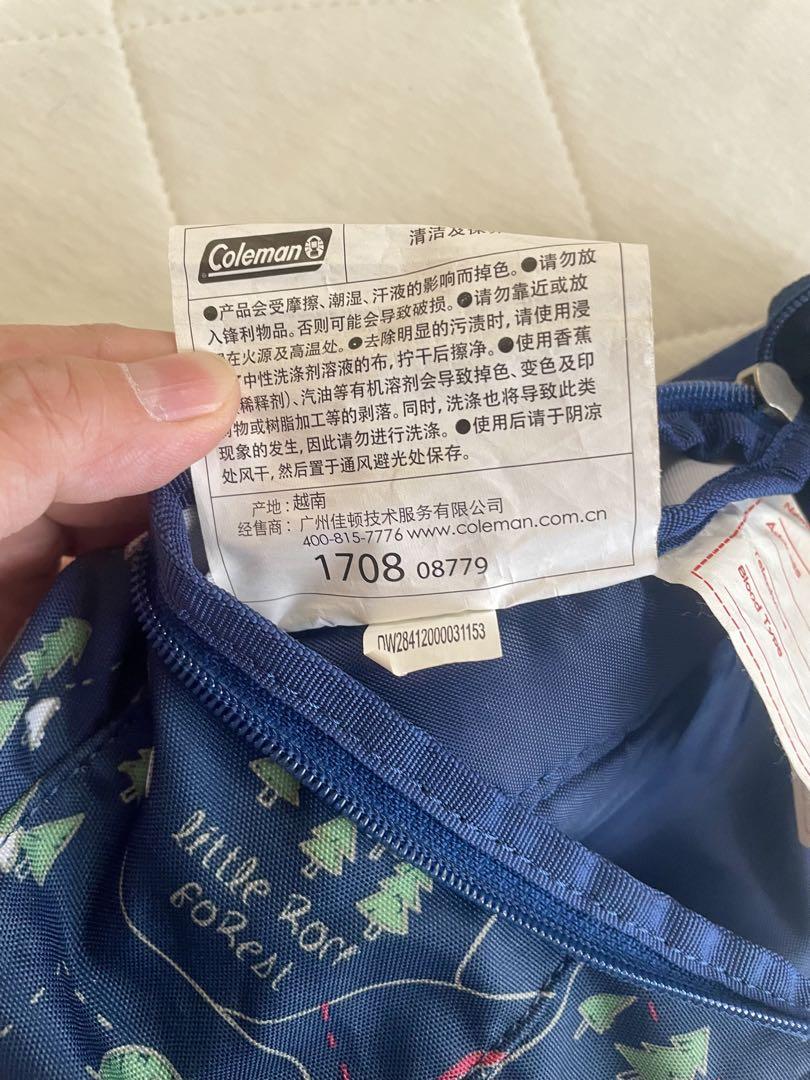 Coleman
清洁及保
●产品会受摩擦、潮湿、汗液的影响而掉色。●请勿放
入锋利物品。否则可能会导致破损。●请勿靠近或放
在火源及高温处。●去除明显的污渍时,请使用浸
中性洗涤剂溶液的布,拧干后擦净。●使用香蕉
稀释剂)、汽油等有机溶剂会导致掉色、变色及印
物或树脂加工等的剥落。同时,洗涤也将导致此类
现象的发生,因此请勿进行洗涤。●使用后请于阴凉
处风干,然后置于通风避光处保存。
产地: 越南
经售商: 广州佳顿技术服务有限公司
400-815-7776 www.coleman.com.cn
1708 08779
DW28412000031153
Blood Type
little Rock
FOREST